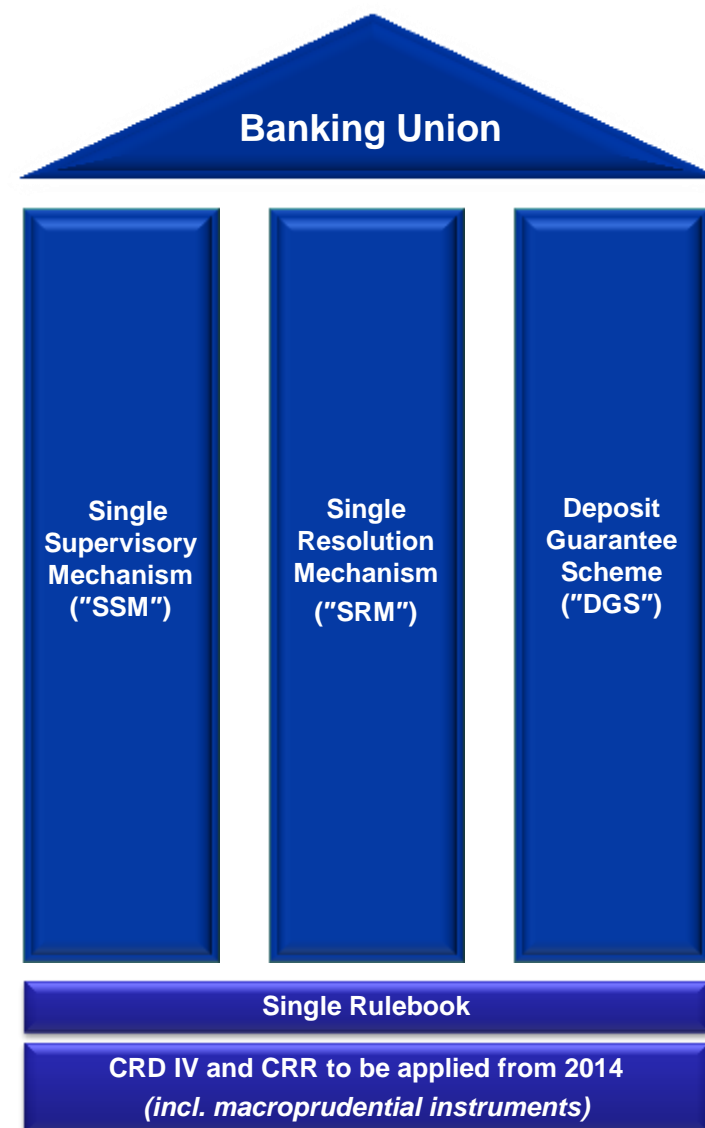 Banking Union
Single
Supervisory
Mechanism
("SSM")
Single
Resolution
Mechanism
("SRM")
Deposit
Guarantee
Scheme
("DGS")
Single Rulebook
CRD IV and CRR to be applied from 2014
(incl. macroprudential instruments)